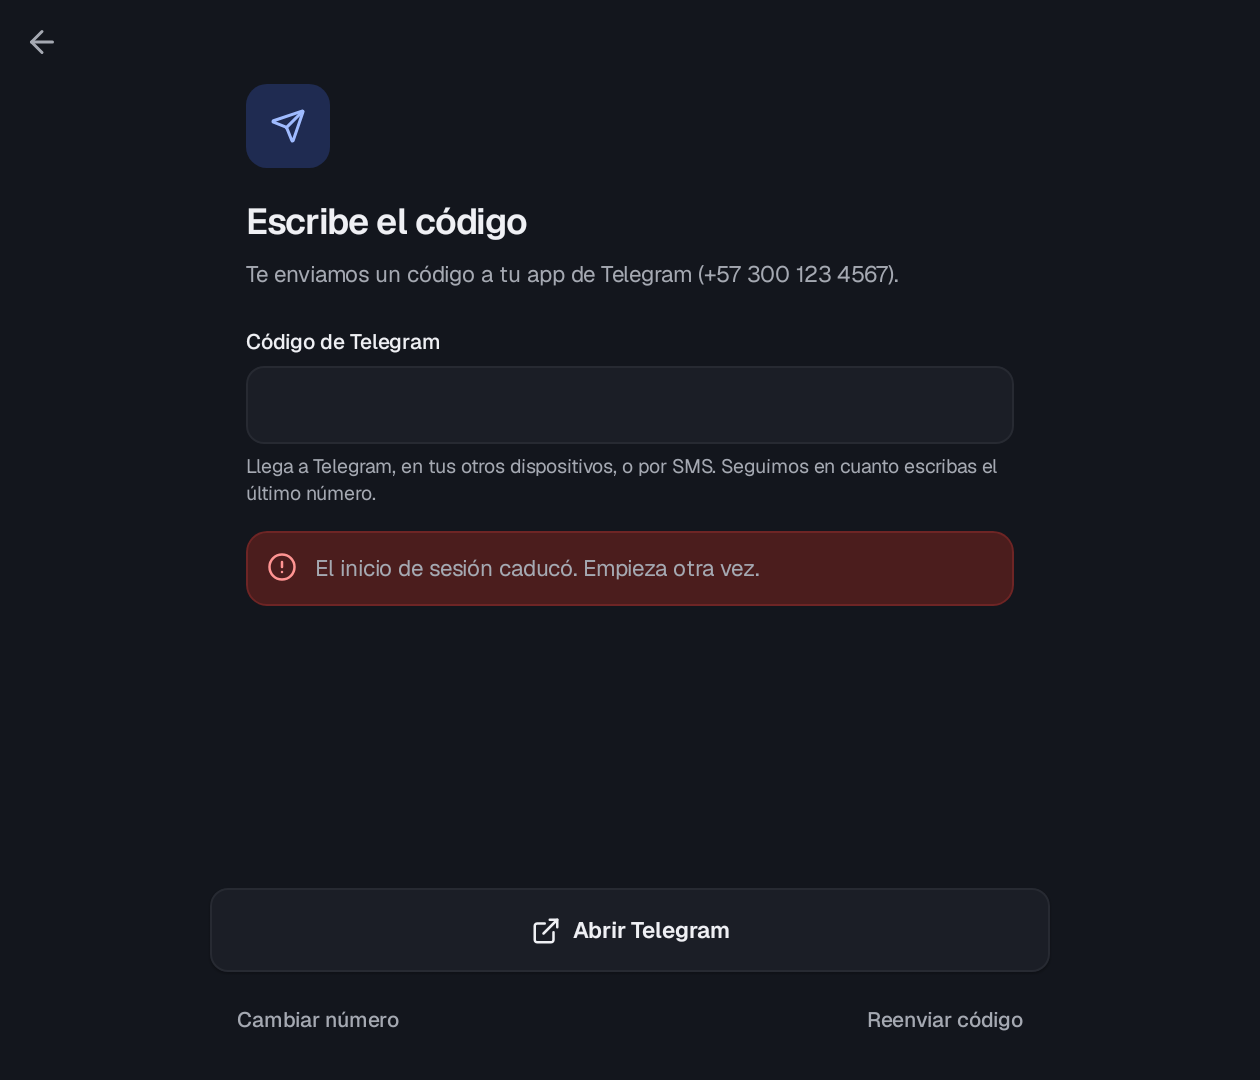 Escribe el código
Te enviamos un código a tu app de Telegram (+57 300 123 4567).
Código de Telegram
Llega a Telegram, en tus otros dispositivos, o por SMS. Seguimos en cuanto escribas el
último número.
El inicio de sesión caducó. Empieza otra vez.
Abrir Telegram
Cambiar número
Reenviar código